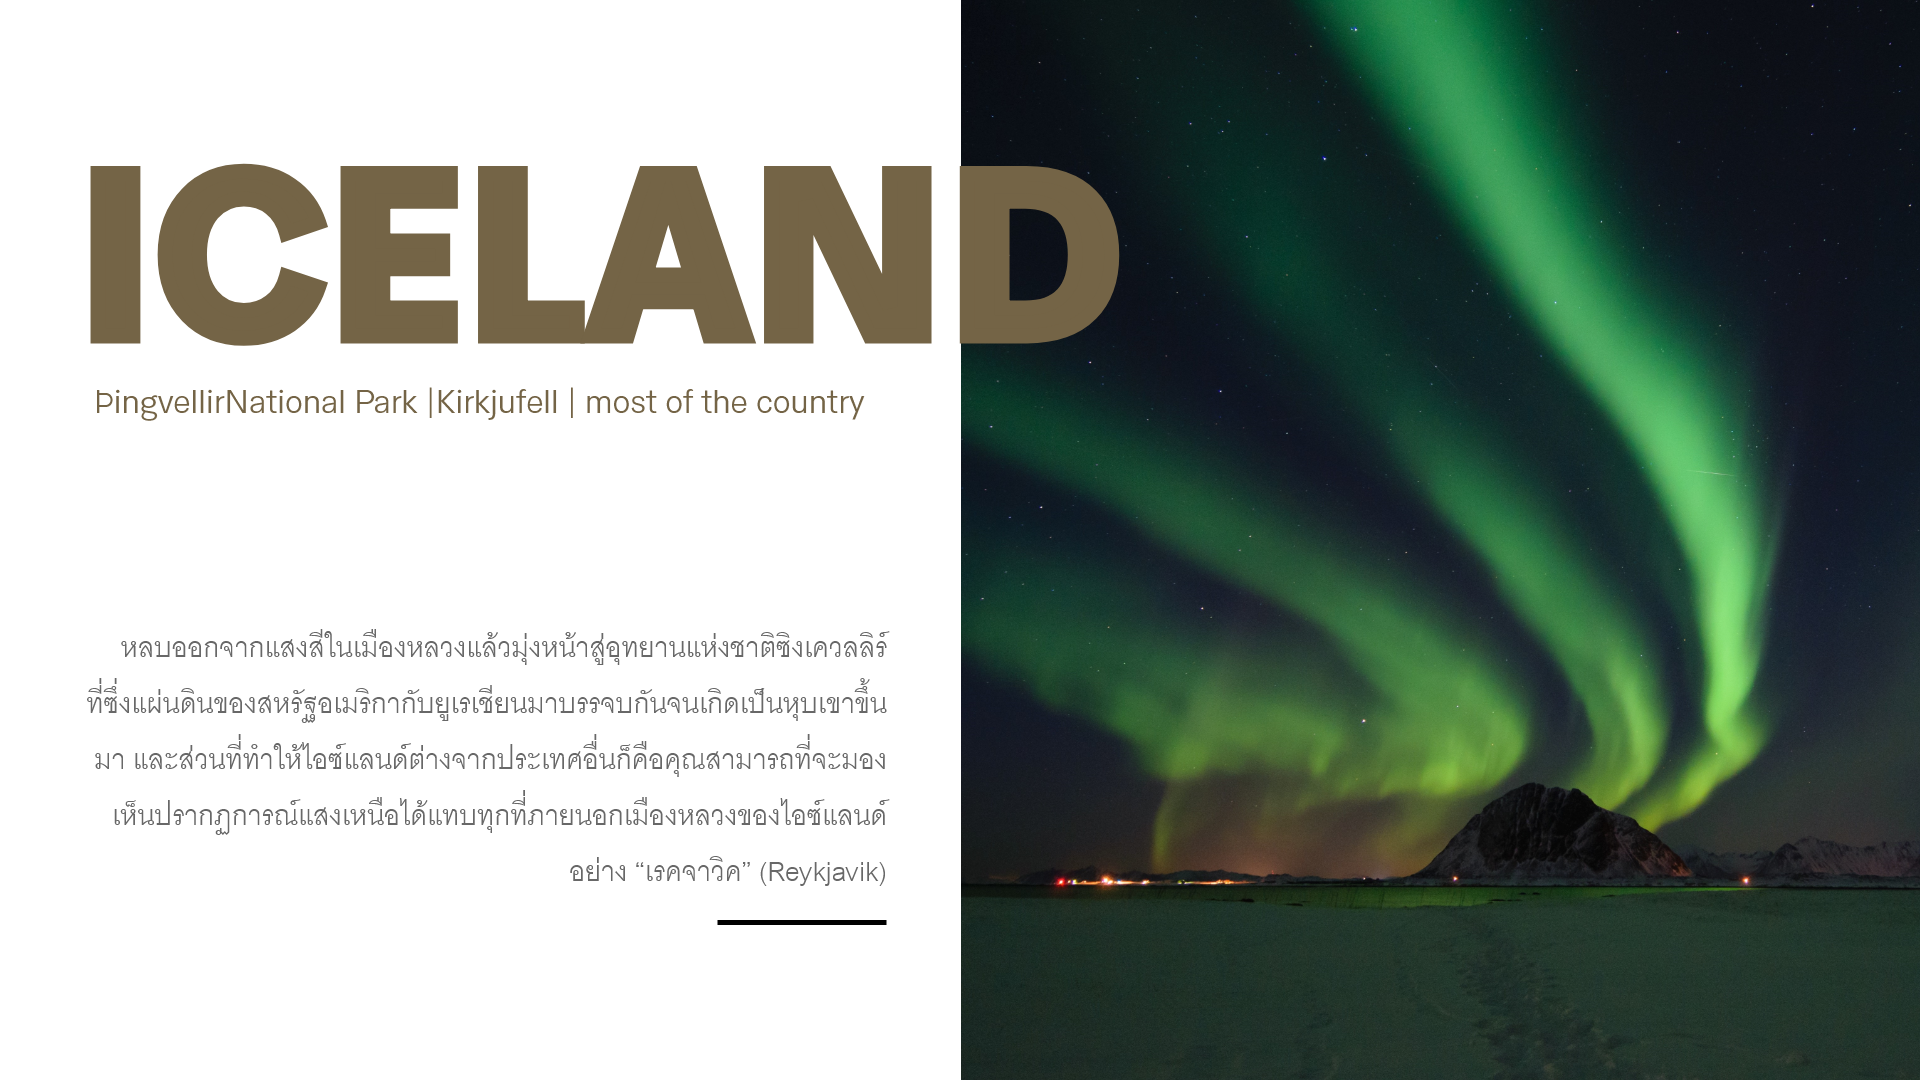 ICELAND
ÞingvellirNational Park |Kirkjufell | most of the country
หลบออกจากแสงสีในเมืองหลวงแล้วมุ่งหน้าสู่อุทยานแห่งชาติซิงเควลลิร์
ที่ซึ่งแผ่นดินของสหรัฐอเมริกากับยูเรเชียนมาบรรจบกันจนเกิดเป็นหุบเขาขึ้น
มา และส่วนที่ทำให้ไอซ์แลนด์ต่างจากประเทศอื่นก็คือคุณสามารถที่จะมอง
เห็นปรากฏการณ์แสงเหนือได้แทบทุกที่ภายนอกเมืองหลวงของไอซ์แลนด์
อย่าง “เรคจาวิค” (Reykjavik)